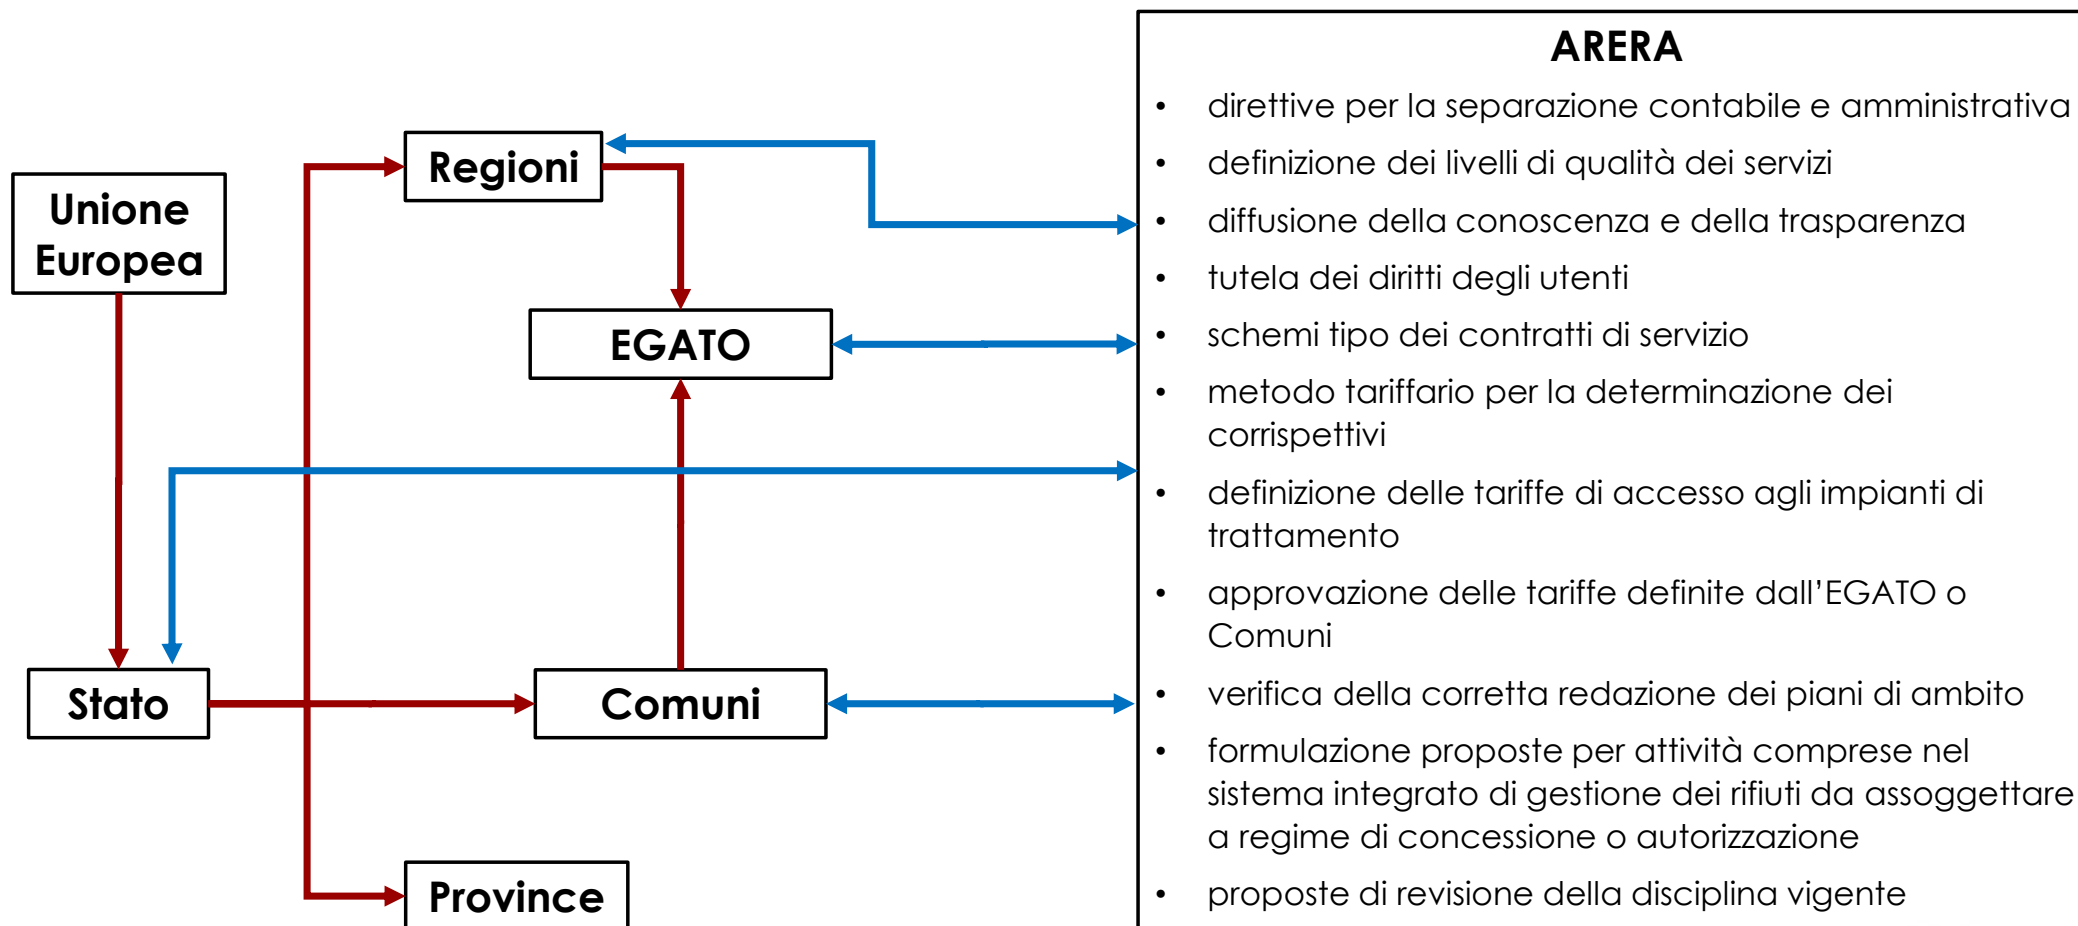 Unione
Europea
Stato
Regioni
EGATO
Comuni
Province
ARERA
• direttive per la separazione contabile e amministrativa
• definizione dei livelli di qualità dei servizi
• diffusione della conoscenza e della trasparenza
• tutela dei diritti degli utenti
• schemi tipo dei contratti di servizio
• metodo tariffario per la determinazione dei
corrispettivi
• definizione delle tariffe di accesso agli impianti di
trattamento
• approvazione delle tariffe definite dall’EGATO o
Comuni
• verifica della corretta redazione dei piani di ambito
• formulazione proposte per attività comprese nel
sistema integrato di gestione dei rifiuti da assoggettare
a regime di concessione o autorizzazione
• proposte di revisione della disciplina vigente